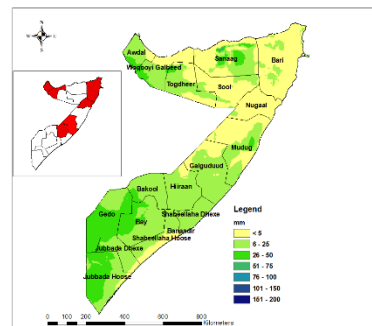 Awdal
Woqooyi Galbeed
Togdheer
Sanaag
Bari
Sool
Nugaal
Mudug
Galguduud
Hiiraan
Bakool
Gedo
Bay
Shabeellaha Dhexe
Banaadir
Shabeellaha Hoose
Jubbada Dhexe
Jubbada Hoose
Legend
mm
< 5
6 - 25
26 - 50
51 - 75
76 - 100
101 - 150
151 - 200
0 50 100 200 400 600 800
Kilometers